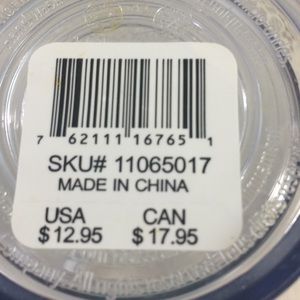 7 62111 16765 1
SKU# 11065017
MADE IN CHINA
USA CAN
$12.95 $17.95